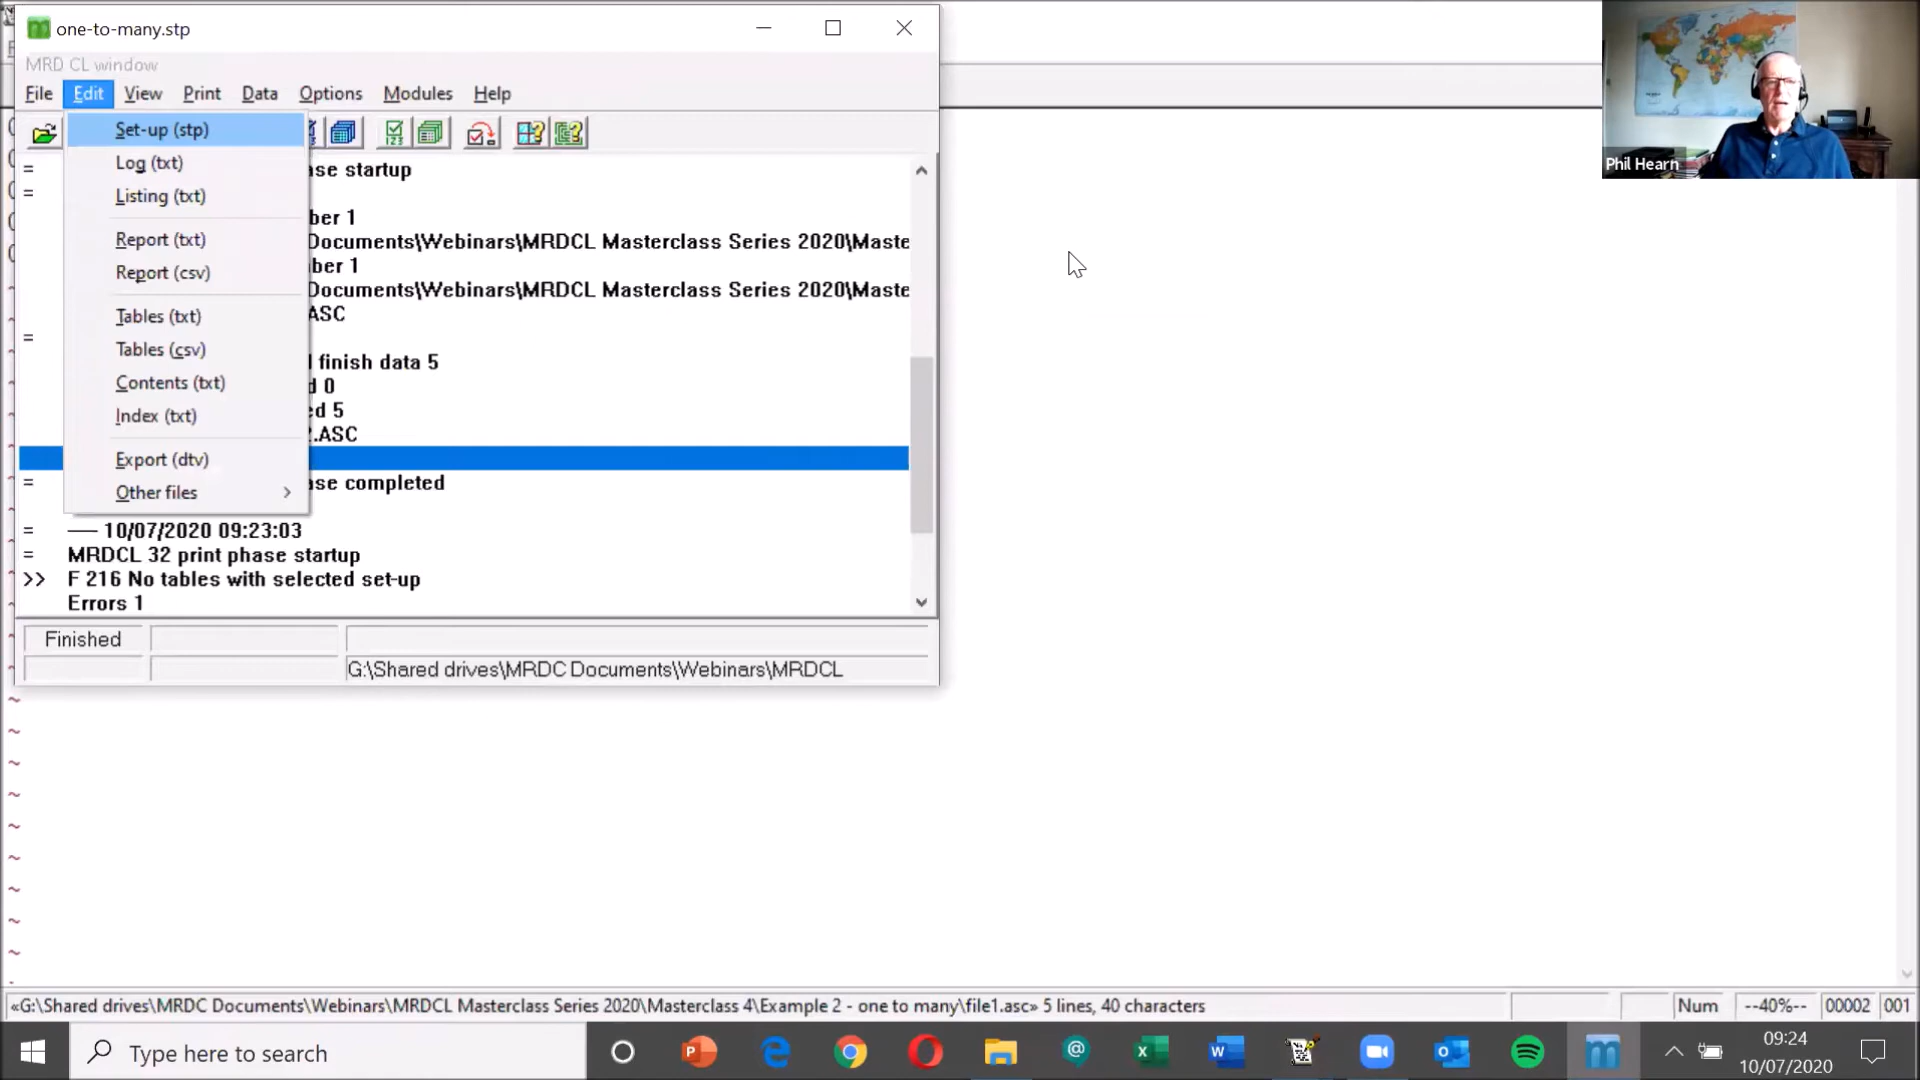 one-to-many.stp
MRD CL window
File Edit View Print Data Options Modules Help
Set-up (stp)
Log (txt)
Listing (txt)
Report (txt)
Report (csv)
Tables (txt)
Tables (csv)
Contents (txt)
Index (txt)
Export (dtv)
Other files
= ase startup
=
ber 1
Documents\Webinars\MRDCL Masterclass Series 2020\Maste
ber 1
Documents\Webinars\MRDCL Masterclass Series 2020\Maste
.ASC
=
finish data 5
d 0
ed 5
.ASC
= ase completed
= 10/07/2020 09:23:03
= MRDCL 32 print phase startup
>> F 216 No tables with selected set-up
Errors 1
Finished
G:\Shared drives\MRDC Documents\Webinars\MRDCL
Phil Hearn
«G:\Shared drives\MRDC Documents\Webinars\MRDCL Masterclass Series 2020\Masterclass 4\Example 2 - one to many\file1.asc» 5 lines, 40 characters
Num --40%-- 00002 001
Type here to search
09:24
10/07/2020